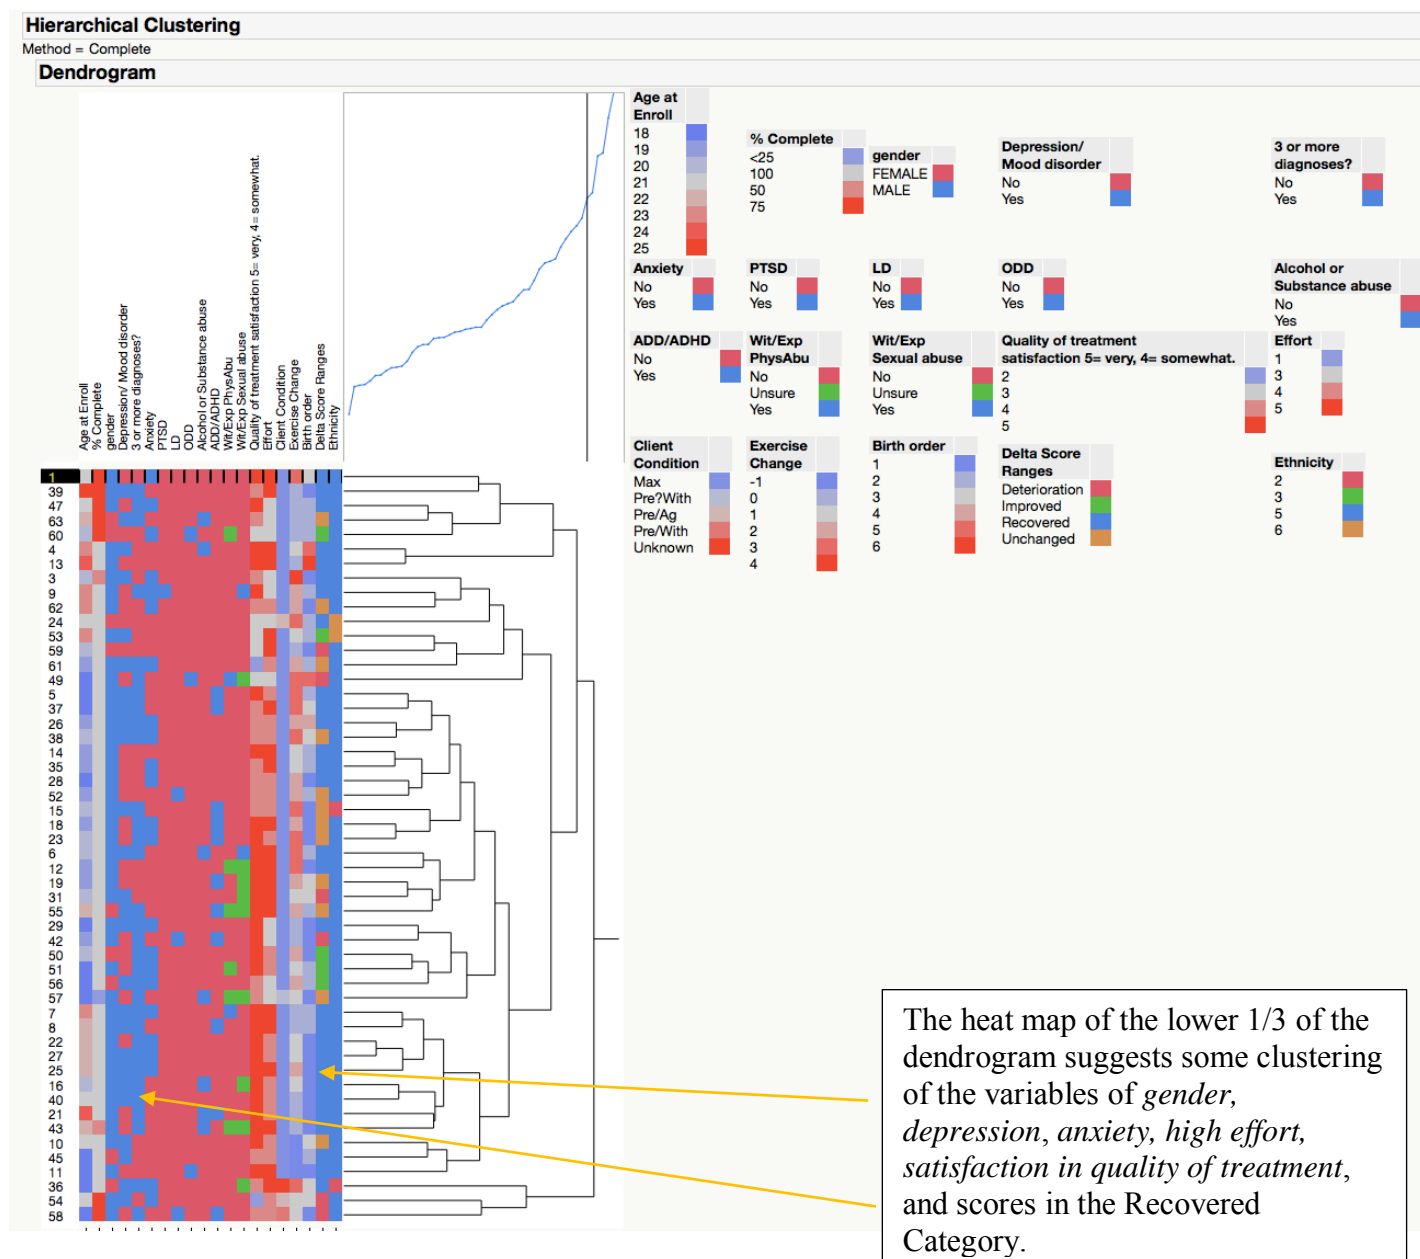 Hierarchical Clustering
Method = Complete
Dendrogram
Age at Enroll
% Complete
gender
Depression/ Mood disorder
3 or more diagnoses?
Anxiety
PTSD
LD
ODD
Alcohol or Substance abuse
ADD/ADHD
Wit/Exp PhysAbu
Wit/Exp Sexual abuse
Quality of treatment satisfaction 5= very, 4= somewhat.
Effort
Client Condition
Exercise Change
Birth order
Delta Score Ranges
Ethnicity
1
39
47
63
60
4
13
3
9
62
24
53
59
61
49
5
37
26
38
14
35
28
52
15
18
23
6
12
19
31
55
29
42
50
51
56
57
7
8
22
27
25
16
40
21
43
10
45
11
36
54
58
Age at
Enroll
18
19
20
21
22
23
24
25
% Complete
<25
100
50
75
gender
FEMALE
MALE
Depression/
Mood disorder
No
Yes
3 or more
diagnoses?
No
Yes
Anxiety
No
Yes
PTSD
No
Yes
LD
No
Yes
ODD
No
Yes
Alcohol or
Substance abuse
No
Yes
ADD/ADHD
No
Yes
Wit/Exp
PhysAbu
No
Unsure
Yes
Wit/Exp
Sexual abuse
No
Unsure
Yes
Quality of treatment
satisfaction 5= very, 4= somewhat.
2
3
4
5
Effort
1
3
4
5
Client
Condition
Max
Pre?With
Pre/Ag
Pre/With
Unknown
Exercise
Change
-1
0
1
2
3
4
Birth order
1
2
3
4
5
6
Delta Score
Ranges
Deterioration
Improved
Recovered
Unchanged
Ethnicity
2
3
5
6
The heat map of the lower 1/3 of the
dendrogram suggests some clustering
of the variables of gender,
depression, anxiety, high effort,
satisfaction in quality of treatment,
and scores in the Recovered
Category.